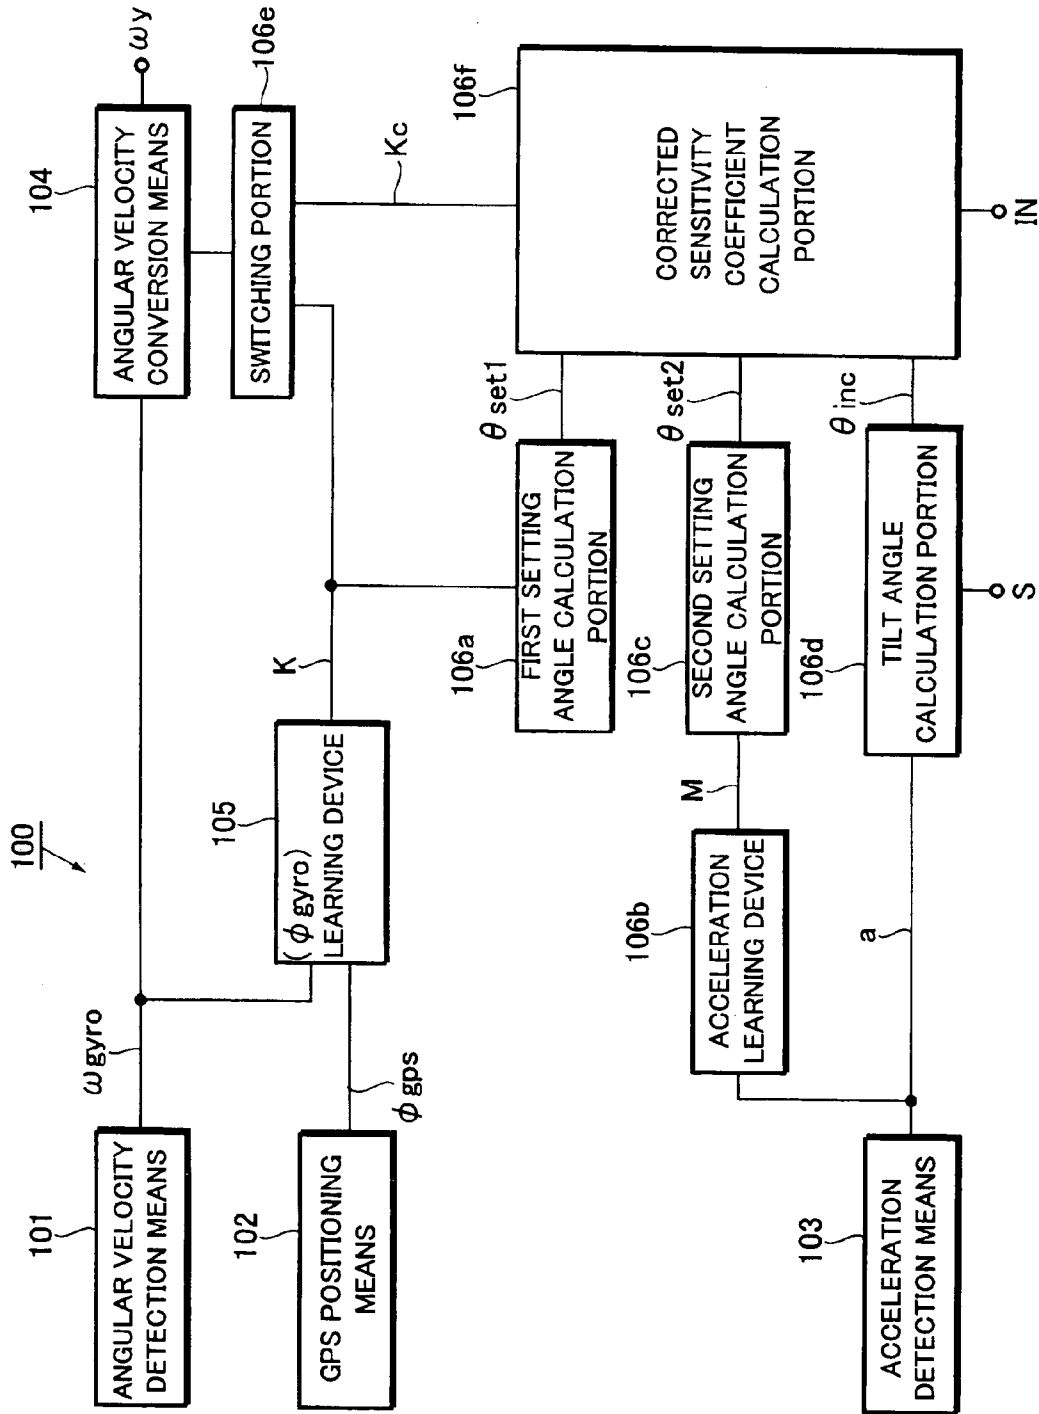 100
101
ANGULAR VELOCITY
DETECTION MEANS
ωgyro
104
ANGULAR VELOCITY
CONVERSION MEANS
ωy
102
GPS POSITIONING
MEANS
ϕgps
105
(ϕgyro)
LEARNING DEVICE
K
SWITCHING PORTION
106e
Kc
106a
FIRST SETTING
ANGLE CALCULATION
PORTION
θset1
106b
ACCELERATION
LEARNING DEVICE
M
106c
SECOND SETTING
ANGLE CALCULATION
PORTION
θset2
103
ACCELERATION
DETECTION MEANS
a
106d
TILT ANGLE
CALCULATION PORTION
θinc
S
106f
CORRECTED
SENSITIVITY
COEFFICIENT
CALCULATION
PORTION
IN